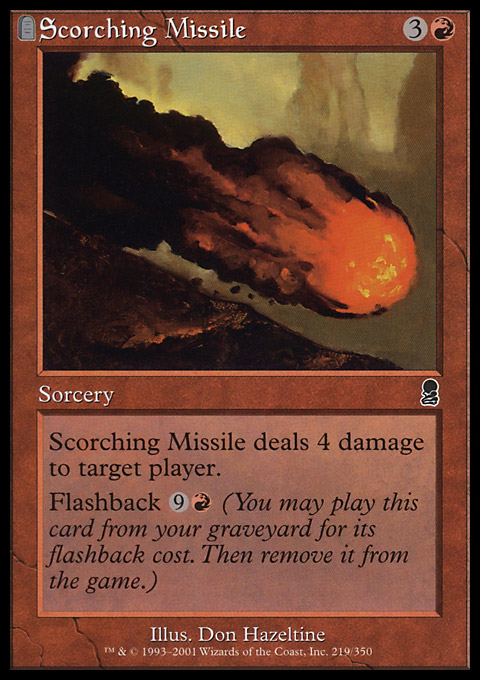 Scorching Missile 3
Sorcery
Scorching Missile deals 4 damage
to target player.
Flashback 9 (You may play this
card from your graveyard for its
flashback cost. Then remove it from
the game.)
Illus. Don Hazeltine
™ & © 1993–2001 Wizards of the Coast, Inc. 219/350